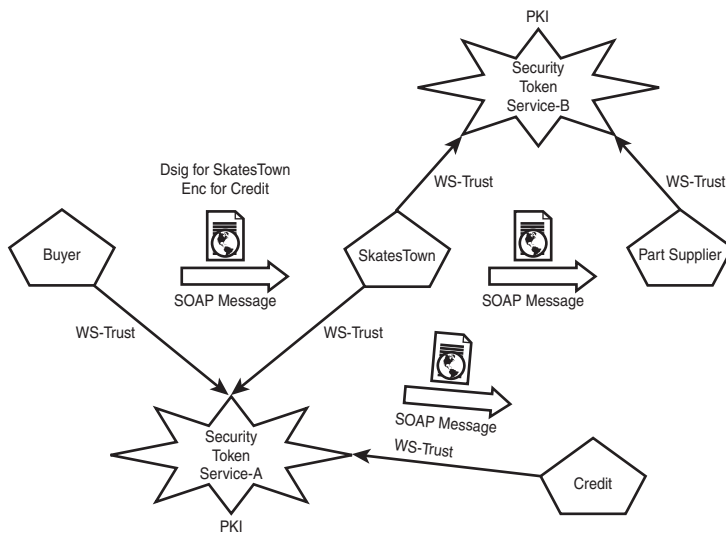 PKI
Security
Token
Service-B
Dsig for SkatesTown
Enc for Credit
WS-Trust
WS-Trust
Buyer
SkatesTown
Part Supplier
SOAP Message
SOAP Message
WS-Trust
WS-Trust
SOAP Message
Security
Token
Service-A
WS-Trust
Credit
PKI